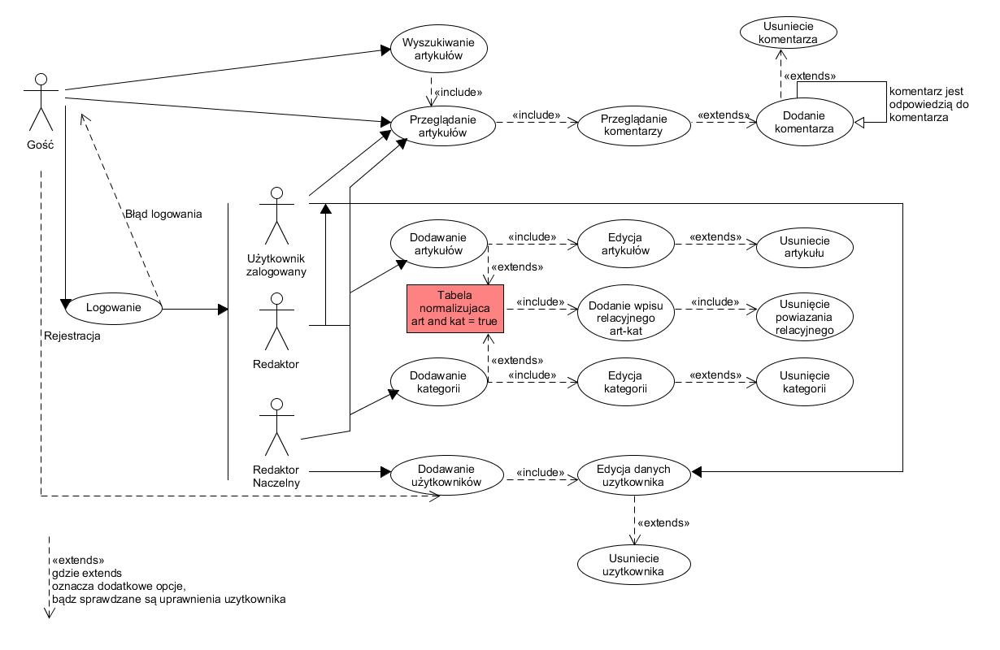 Wyszukiwanie
artykułów
Usuniecie
komentarza
«include»
«extends»
komentarz jest
odpowiedzią do
komentarza
Gość
Przeglądanie
artykułów
«include»
Przeglądanie
komentarzy
«extends»
Dodanie
komentarza
Błąd logowania
Użytkownik
zalogowany
Dodawanie
artykułów
«include»
Edycja
artykułów
«extends»
Usuniecie
artykułu
«extends»
Logowanie
Rejestracja
Redaktor
Tabela
normalizujaca
art and kat = true
«include»
Dodanie wpisu
relacyjnego
art-kat
«include»
Usunięcie
powiazania
relacyjnego
«extends»
Dodawanie
kategorii
«include»
Edycja
kategorii
«extends»
Usunięcie
kategorii
Redaktor
Naczelny
Dodawanie
użytkowników
«include»
Edycja danych
uzytkownika
«extends»
Usuniecie
uzytkownika
«extends»
gdzie extends
oznacza dodatkowe opcje,
bądz sprawdzane są uprawnienia uzytkownika